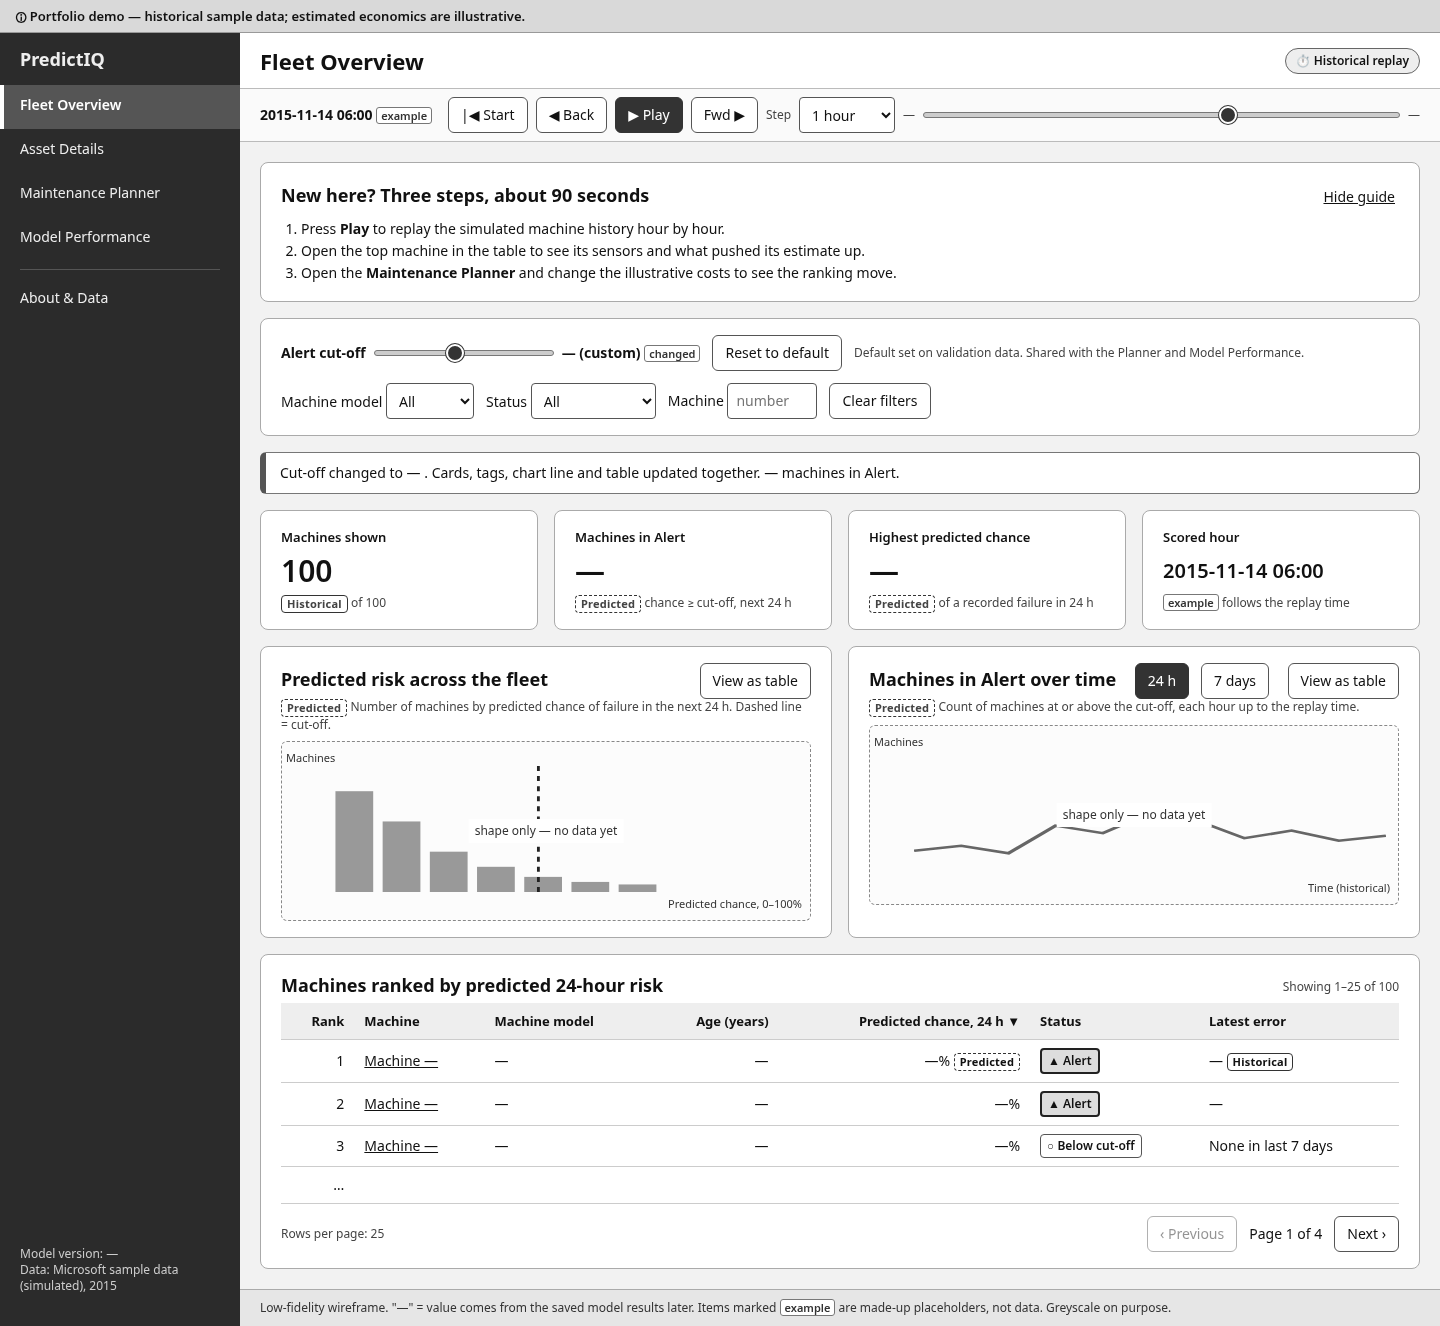 ⓘ Portfolio demo — historical sample data; estimated economics are illustrative.
PredictIQ
Fleet Overview
Asset Details
Maintenance Planner
Model Performance
About & Data
Model version: —
Data: Microsoft sample data
(simulated), 2015
Fleet Overview
⏱ Historical replay
2015-11-14 06:00 example |◀ Start ◀ Back ▶ Play Fwd ▶ Step 1 hour — —
New here? Three steps, about 90 seconds
Hide guide
1. Press Play to replay the simulated machine history hour by hour.
2. Open the top machine in the table to see its sensors and what pushed its estimate up.
3. Open the Maintenance Planner and change the illustrative costs to see the ranking move.
Alert cut-off — (custom) changed Reset to default Default set on validation data. Shared with the Planner and Model Performance.
Machine model All Status All Machine number Clear filters
Cut-off changed to — . Cards, tags, chart line and table updated together. — machines in Alert.
Machines shown
100
Historical of 100
Machines in Alert
—
Predicted chance ≥ cut-off, next 24 h
Highest predicted chance
—
Predicted of a recorded failure in 24 h
Scored hour
2015-11-14 06:00
example follows the replay time
Predicted risk across the fleet
View as table
Predicted Number of machines by predicted chance of failure in the next 24 h. Dashed line
= cut-off.
Machines
shape only — no data yet
Predicted chance, 0–100%
Machines in Alert over time
24 h 7 days View as table
Predicted Count of machines at or above the cut-off, each hour up to the replay time.
Machines
shape only — no data yet
Time (historical)
Machines ranked by predicted 24-hour risk
Showing 1–25 of 100
Rank Machine Machine model Age (years) Predicted chance, 24 h ▼ Status Latest error
1 Machine — — — —% Predicted ▲ Alert — Historical
2 Machine — — — —% ▲ Alert —
3 Machine — — — —% ○ Below cut-off None in last 7 days
...
Rows per page: 25
‹ Previous Page 1 of 4 Next ›
Low-fidelity wireframe. "—" = value comes from the saved model results later. Items marked example are made-up placeholders, not data. Greyscale on purpose.